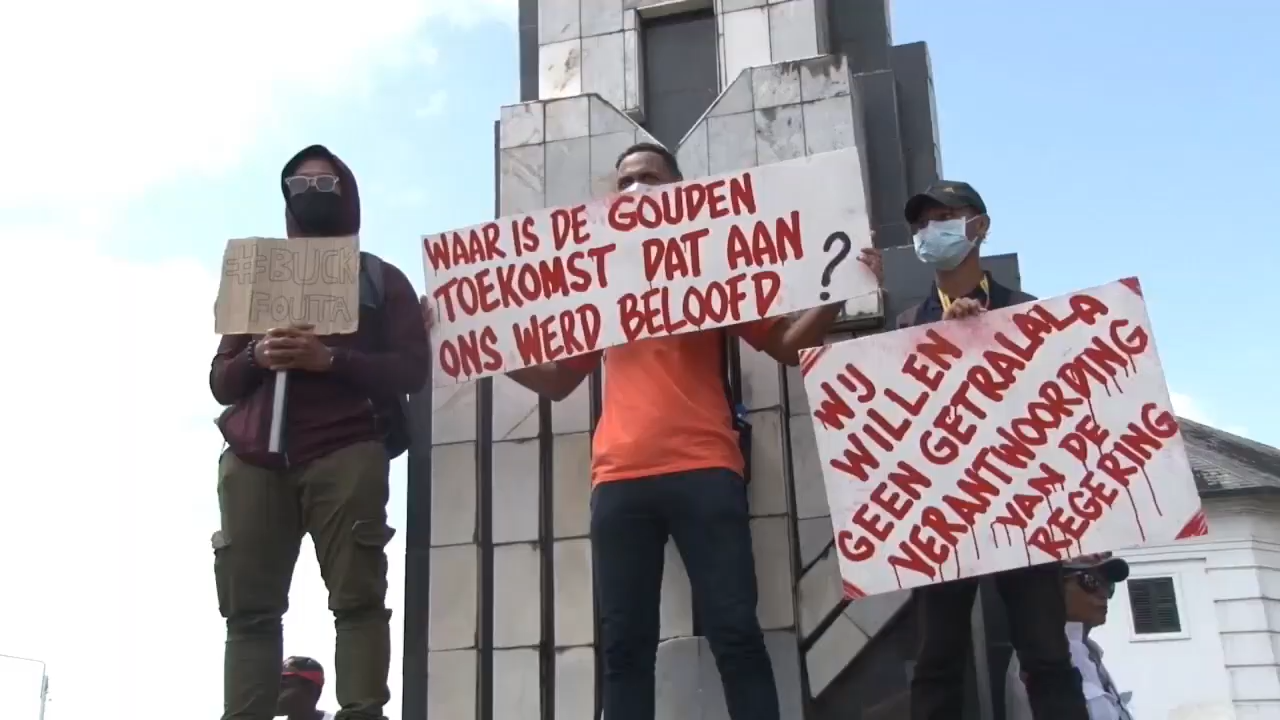 #BUCK
FOUTA
WAAR IS DE GOUDEN
TOEKOMST DAT AAN
ONS WERD BELOOFD ?
WIJ
WILLEN
GEEN GETRALALA
VERANTWOORDING
VAN DE
REGERING